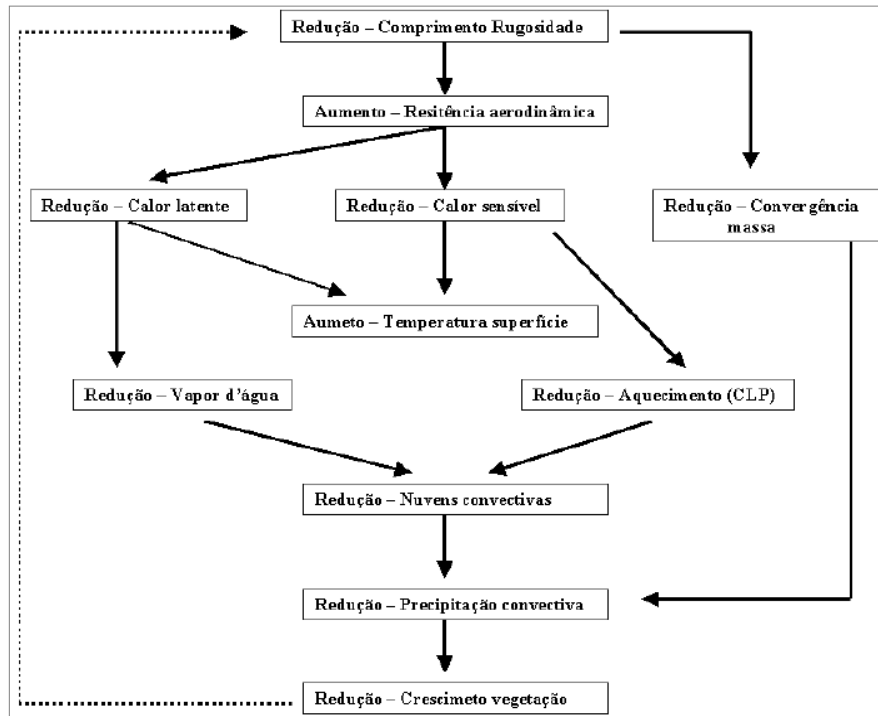 Redução – Comprimento Rugosidade
Aumento – Resitência aerodinâmica
Redução – Calor latente
Redução – Calor sensível
Redução – Convergência
massa
Aumeto – Temperatura superfície
Redução – Vapor d'água
Redução – Aquecimento (CLP)
Redução – Nuvens convectivas
Redução – Precipitação convectiva
Redução – Crescimeto vegetação